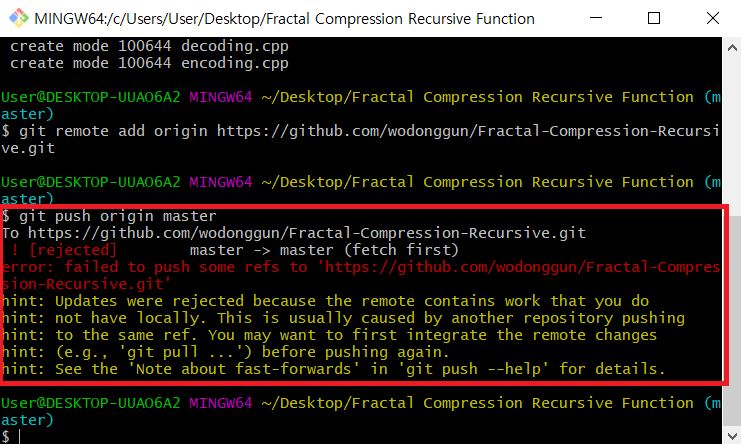 MINGW64:/c/Users/User/Desktop/Fractal Compression Recursive Function
 create mode 100644 decoding.cpp
 create mode 100644 encoding.cpp
User@DESKTOP-UUAO6A2 MINGW64 ~/Desktop/Fractal Compression Recursive Function (m
aster)
$ git remote add origin https://github.com/wodonggun/Fractal-Compression-Recursi
ve.git
User@DESKTOP-UUAO6A2 MINGW64 ~/Desktop/Fractal Compression Recursive Function (m
aster)
$ git push origin master
To https://github.com/wodonggun/Fractal-Compression-Recursive.git
 ! [rejected]        master -> master (fetch first)
error: failed to push some refs to 'https://github.com/wodonggun/Fractal-Compres
sion-Recursive.git'
hint: Updates were rejected because the remote contains work that you do
hint: not have locally. This is usually caused by another repository pushing
hint: to the same ref. You may want to first integrate the remote changes
hint: (e.g., 'git pull ...') before pushing again.
hint: See the 'Note about fast-forwards' in 'git push --help' for details.
User@DESKTOP-UUAO6A2 MINGW64 ~/Desktop/Fractal Compression Recursive Function (m
aster)
$